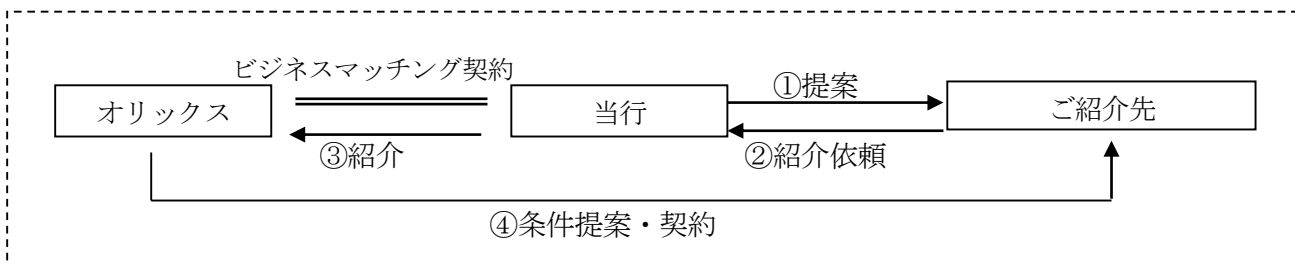 ビジネスマッチング契約
オリックス
当行
ご紹介先
①提案
②紹介依頼
③紹介
④条件提案・契約